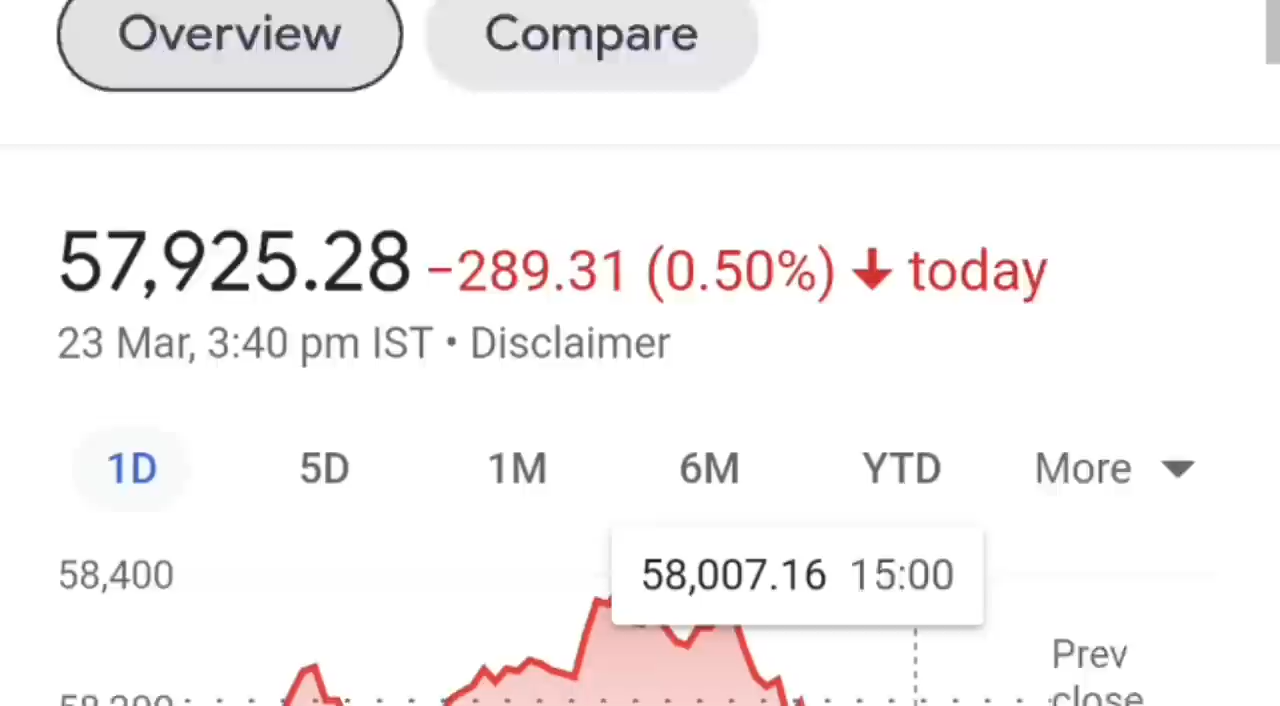 Overview Compare
57,925.28 −289.31 (0.50%) ↓ today
23 Mar, 3:40 pm IST • Disclaimer
1D 5D 1M 6M YTD More
58,400
58,007.16 15:00
Prev
close